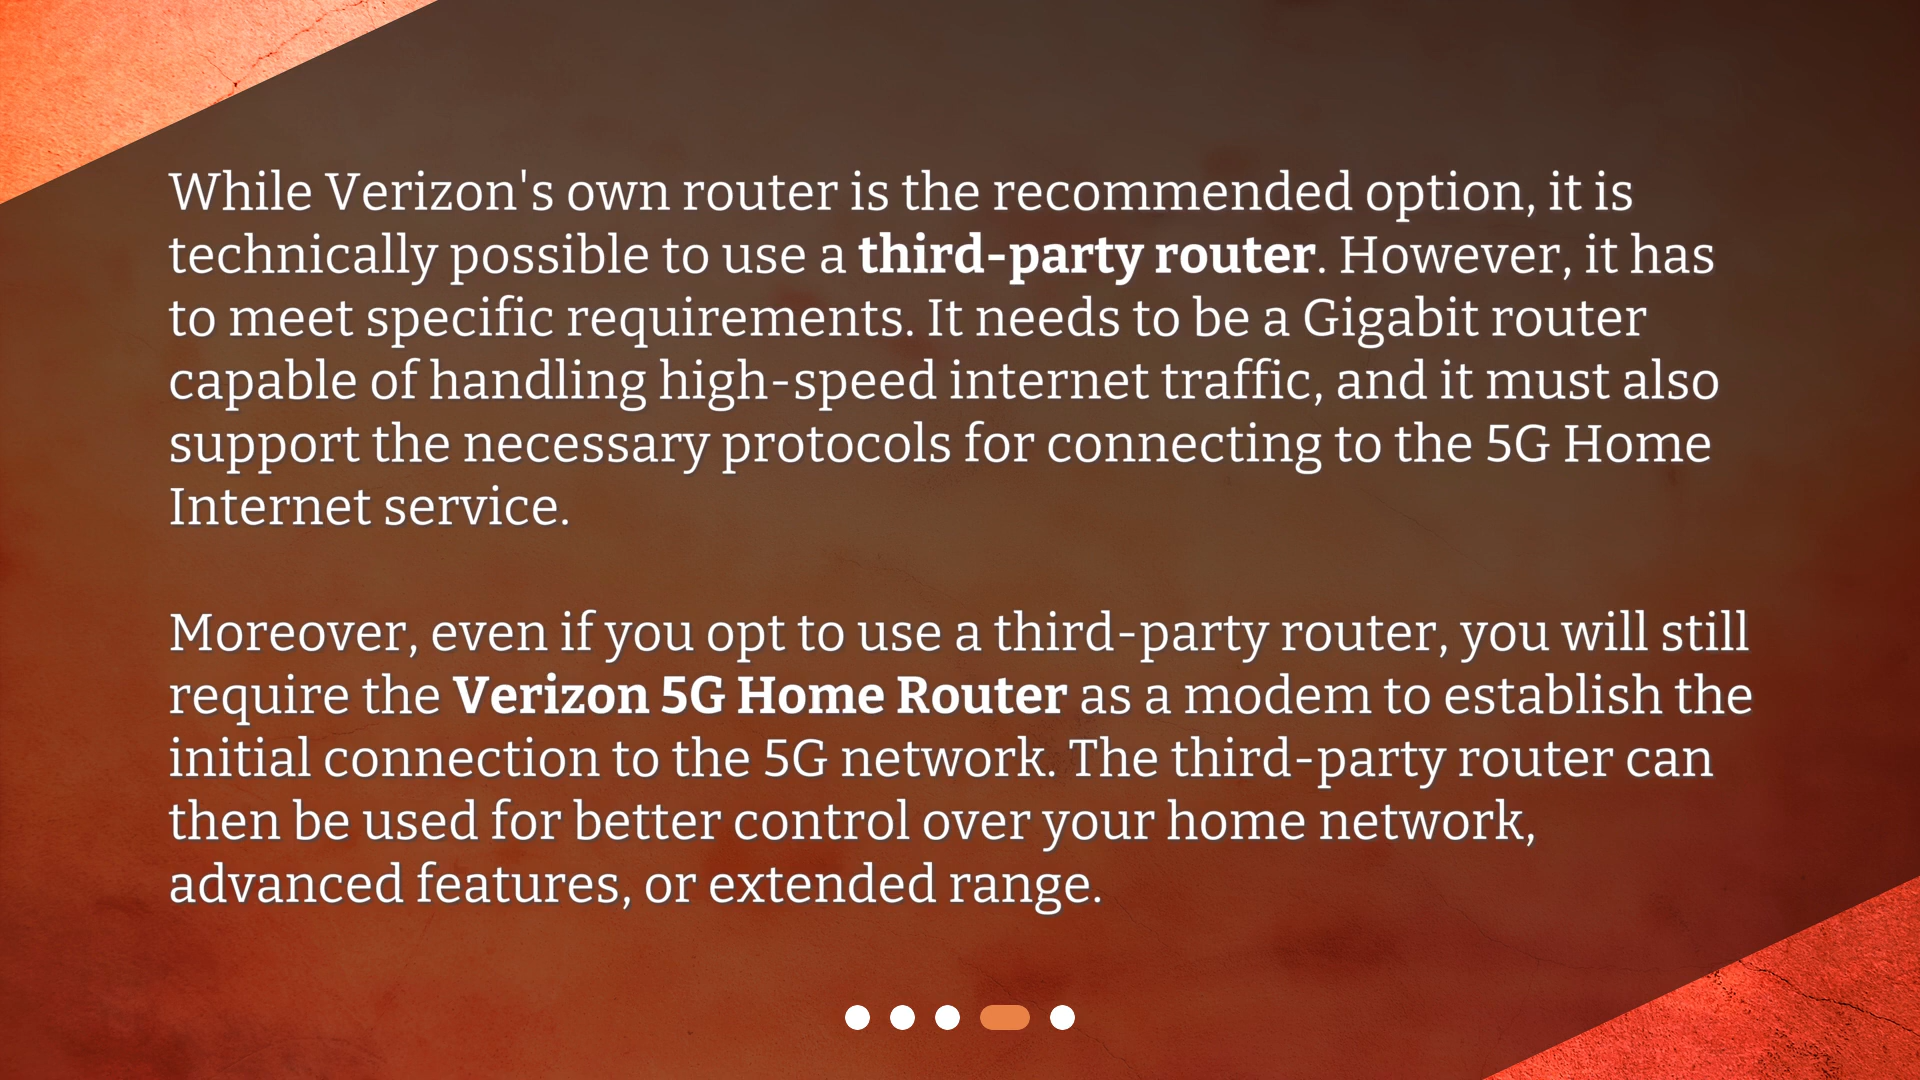 While Verizon's own router is the recommended option, it is
technically possible to use a third-party router. However, it has
to meet specific requirements. It needs to be a Gigabit router
capable of handling high-speed internet traffic, and it must also
support the necessary protocols for connecting to the 5G Home
Internet service.
Moreover, even if you opt to use a third-party router, you will still
require the Verizon 5G Home Router as a modem to establish the
initial connection to the 5G network. The third-party router can
then be used for better control over your home network,
advanced features, or extended range.